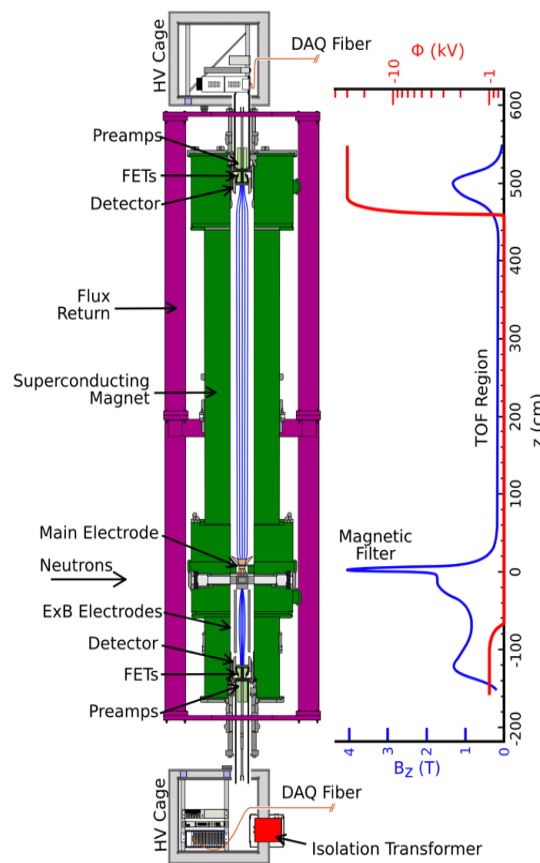 HV Cage
DAQ Fiber
Φ (kV)
-10
-1
Preamps
FETs
Detector
Flux
Return
Superconducting
Magnet
Main Electrode
Neutrons
ExB Electrodes
Detector
FETs
Preamps
HV Cage
DAQ Fiber
Isolation Transformer
Magnetic
Filter
TOF Region
z (cm)
600
500
400
300
200
100
0
-100
-200
4
3
2
1
0
BZ (T)